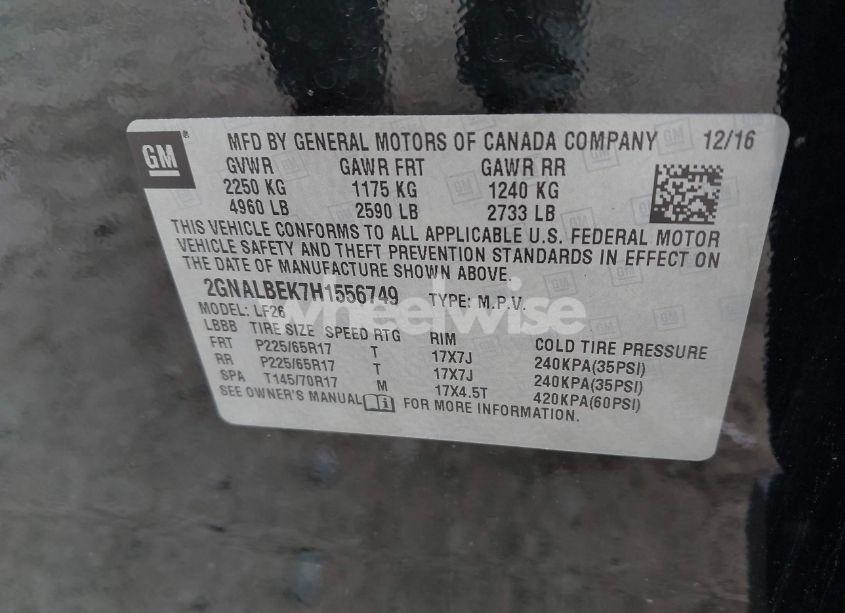 GM
MFD BY GENERAL MOTORS OF CANADA COMPANY 12/16
GVWR GAWR FRT GAWR RR
2250 KG 1175 KG 1240 KG
4960 LB 2590 LB 2733 LB
THIS VEHICLE CONFORMS TO ALL APPLICABLE U.S. FEDERAL MOTOR
VEHICLE SAFETY AND THEFT PREVENTION STANDARDS IN EFFECT ON
THE DATE OF MANUFACTURE SHOWN ABOVE.
2GNALBEK7H1556749 TYPE: M.P.V.
MODEL: LF26
wheelwise
LBBB TIRE SIZE SPEED RTG RIM COLD TIRE PRESSURE
FRT P225/65R17 T 17X7J 240KPA(35PSI)
RR P225/65R17 T 17X7J 240KPA(35PSI)
SPA T145/70R17 M 17X4.5T 420KPA(60PSI)
SEE OWNER'S MANUAL FOR MORE INFORMATION.